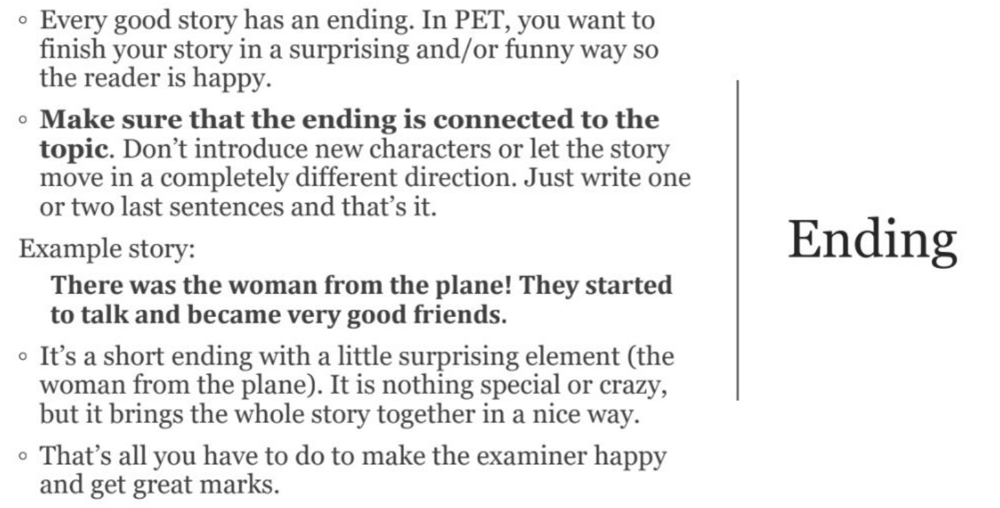 ◦ Every good story has an ending. In PET, you want to
finish your story in a surprising and/or funny way so
the reader is happy.
◦ Make sure that the ending is connected to the
topic. Don’t introduce new characters or let the story
move in a completely different direction. Just write one
or two last sentences and that’s it.
Example story:
There was the woman from the plane! They started
to talk and became very good friends.
◦ It’s a short ending with a little surprising element (the
woman from the plane). It is nothing special or crazy,
but it brings the whole story together in a nice way.
◦ That’s all you have to do to make the examiner happy
and get great marks.
Ending